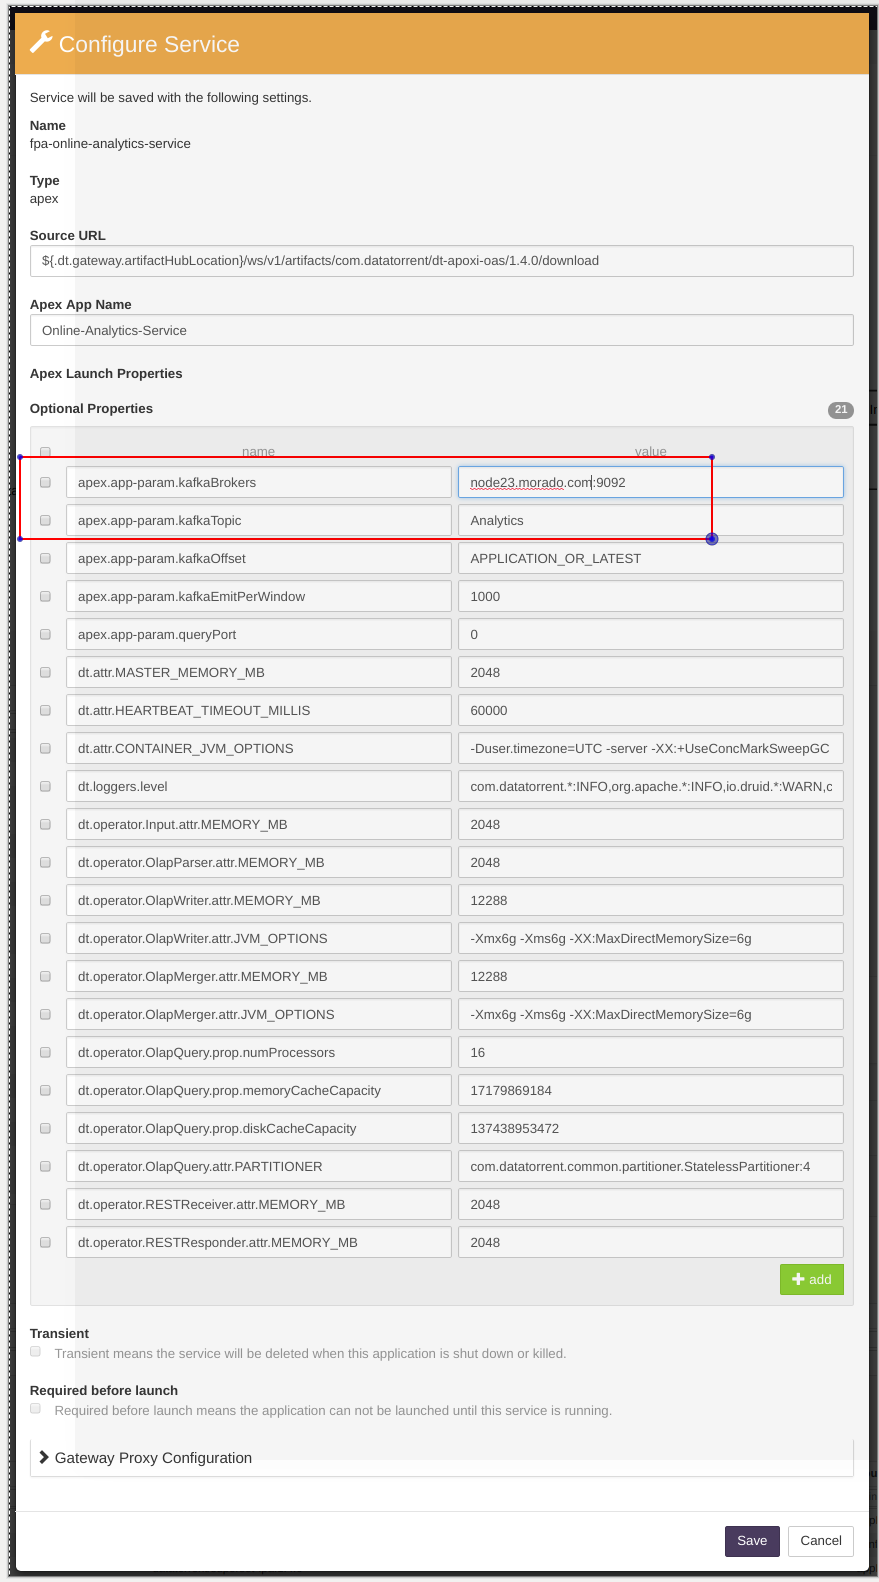 Configure Service
Service will be saved with the following settings.
Name
fpa-online-analytics-service
Type
apex
Source URL
${.dt.gateway.artifactHubLocation}/ws/v1/artifacts/com.datatorrent/dt-apoxi-oas/1.4.0/download
Apex App Name
Online-Analytics-Service
Apex Launch Properties
Optional Properties 21
name value
apex.app-param.kafkaBrokers node23.morado.com:9092
apex.app-param.kafkaTopic Analytics
apex.app-param.kafkaOffset APPLICATION_OR_LATEST
apex.app-param.kafkaEmitPerWindow 1000
apex.app-param.queryPort 0
dt.attr.MASTER_MEMORY_MB 2048
dt.attr.HEARTBEAT_TIMEOUT_MILLIS 60000
dt.attr.CONTAINER_JVM_OPTIONS -Duser.timezone=UTC -server -XX:+UseConcMarkSweepGC
dt.loggers.level com.datatorrent.*:INFO,org.apache.*:INFO,io.druid.*:WARN,c
dt.operator.Input.attr.MEMORY_MB 2048
dt.operator.OlapParser.attr.MEMORY_MB 2048
dt.operator.OlapWriter.attr.MEMORY_MB 12288
dt.operator.OlapWriter.attr.JVM_OPTIONS -Xmx6g -Xms6g -XX:MaxDirectMemorySize=6g
dt.operator.OlapMerger.attr.MEMORY_MB 12288
dt.operator.OlapMerger.attr.JVM_OPTIONS -Xmx6g -Xms6g -XX:MaxDirectMemorySize=6g
dt.operator.OlapQuery.prop.numProcessors 16
dt.operator.OlapQuery.prop.memoryCacheCapacity 17179869184
dt.operator.OlapQuery.prop.diskCacheCapacity 137438953472
dt.operator.OlapQuery.attr.PARTITIONER com.datatorrent.common.partitioner.StatelessPartitioner:4
dt.operator.RESTReceiver.attr.MEMORY_MB 2048
dt.operator.RESTResponder.attr.MEMORY_MB 2048
add
Transient
Transient means the service will be deleted when this application is shut down or killed.
Required before launch
Required before launch means the application can not be launched until this service is running.
Gateway Proxy Configuration
Save Cancel